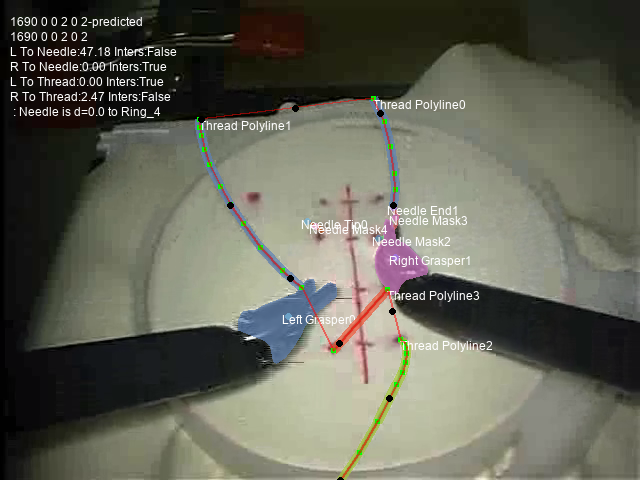 1690 0 0 2 0 2-predicted
1690 0 0 2 0 2
L To Needle:47.18 Inters:False
R To Needle:0.00 Inters:True
L To Thread:0.00 Inters:True
R To Thread:2.47 Inters:False
: Needle is d=0.0 to Ring_4
Thread Polyline0
Thread Polyline1
Needle End1
Needle Mask3
Needle Tip0
Needle Mask4
Needle Mask2
Right Grasper1
Thread Polyline3
Left Grasper0
Thread Polyline2